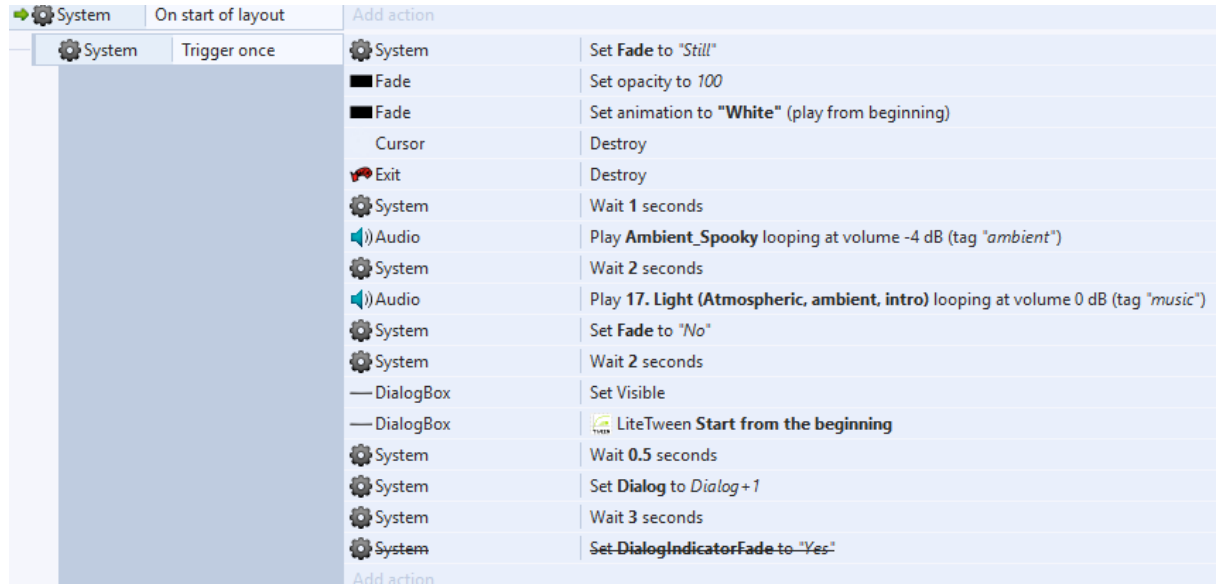 System On start of layout Add action
System Trigger once System Set Fade to "Still"
Fade Set opacity to 100
Fade Set animation to "White" (play from beginning)
Cursor Destroy
Exit Destroy
System Wait 1 seconds
Audio Play Ambient_Spooky looping at volume -4 dB (tag "ambient")
System Wait 2 seconds
Audio Play 17. Light (Atmospheric, ambient, intro) looping at volume 0 dB (tag "music")
System Set Fade to "No"
System Wait 2 seconds
DialogBox Set Visible
DialogBox LiteTween Start from the beginning
System Wait 0.5 seconds
System Set Dialog to Dialog+1
System Wait 3 seconds
System Set DialogIndicatorFade to "Yes"
Add action